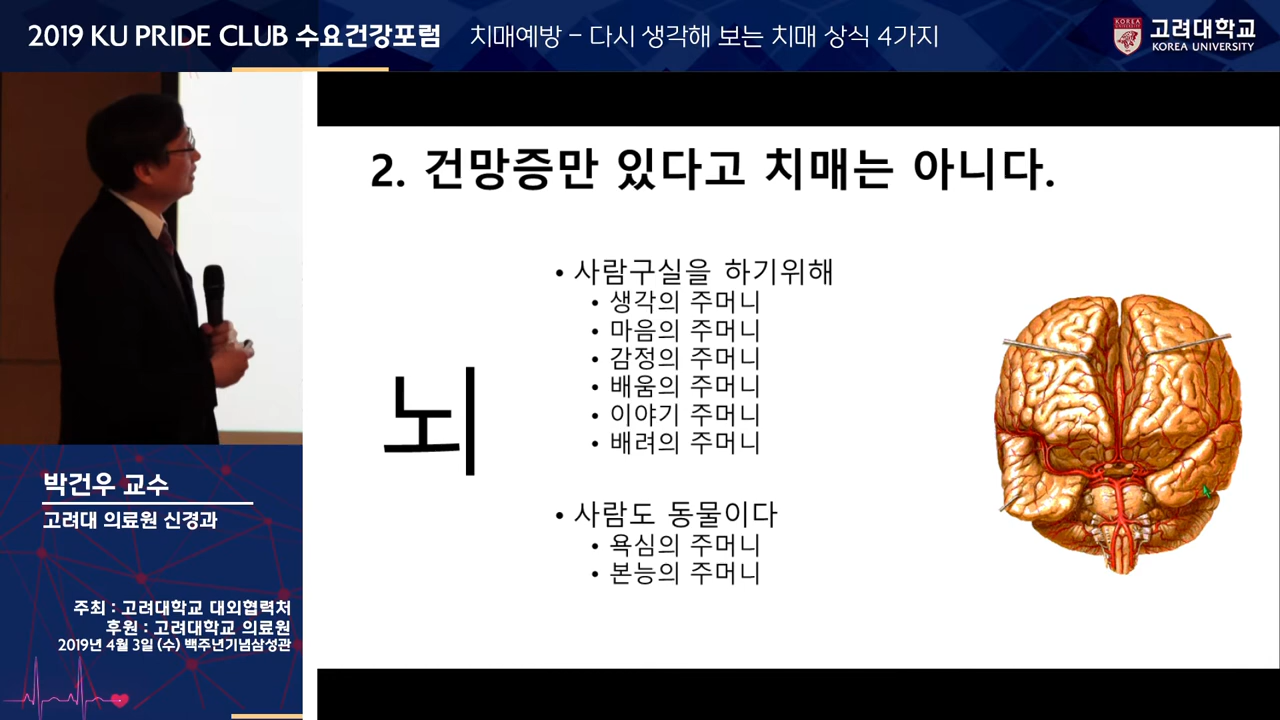 2019 KU PRIDE CLUB 수요건강포럼 치매예방 - 다시 생각해 보는 치매 상식 4가지
KOREA UNIVERSITY
고려대학교
KOREA UNIVERSITY
2. 건망증만 있다고 치매는 아니다.
뇌
• 사람구실을 하기위해
• 생각의 주머니
• 마음의 주머니
• 감정의 주머니
• 배움의 주머니
• 이야기 주머니
• 배려의 주머니
• 사람도 동물이다
• 욕심의 주머니
• 본능의 주머니
박건우 교수
고려대 의료원 신경과
주최 : 고려대학교 대외협력처
후원 : 고려대학교 의료원
2019년 4월 3일 (수) 백주년기념삼성관